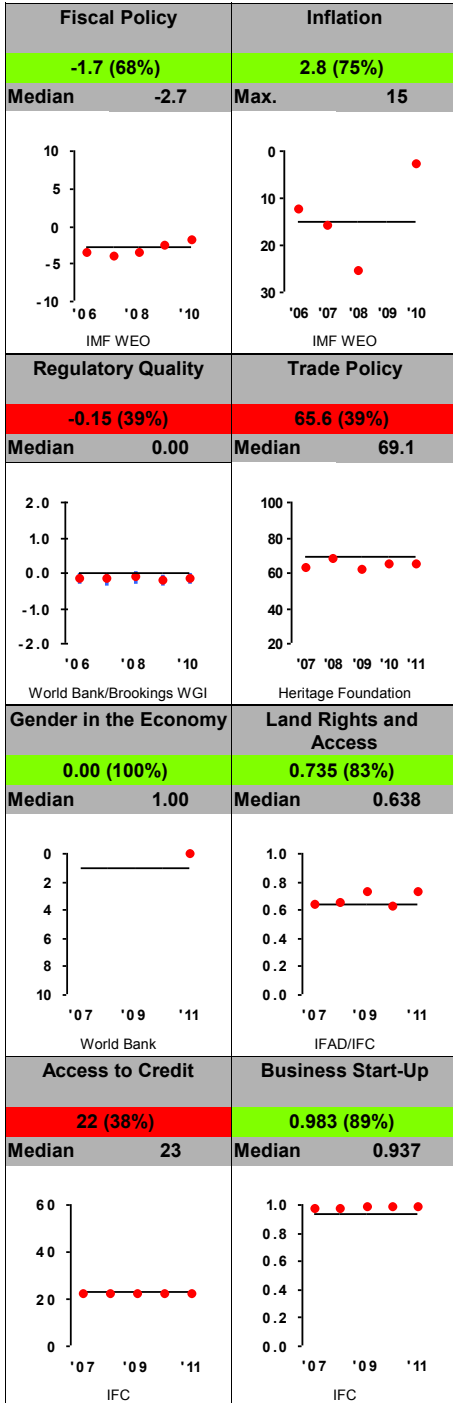 Fiscal Policy
-1.7 (68%)
Median -2.7
10
5
0
-5
-10
'06 '08 '10
IMF WEO
Inflation
2.8 (75%)
Max. 15
0
10
20
30
'06 '07 '08 '09 '10
IMF WEO
Regulatory Quality
-0.15 (39%)
Median 0.00
2.0
1.0
0.0
-1.0
-2.0
'06 '08 '10
World Bank/Brookings WGI
Trade Policy
65.6 (39%)
Median 69.1
100
80
60
40
20
'07 '08 '09 '10 '11
Heritage Foundation
Gender in the Economy
0.00 (100%)
Median 1.00
0
2
4
6
8
10
'07 '09 '11
World Bank
Land Rights and
Access
0.735 (83%)
Median 0.638
1.0
0.8
0.6
0.4
0.2
0.0
'07 '09 '11
IFAD/IFC
Access to Credit
22 (38%)
Median 23
60
40
20
0
'07 '09 '11
IFC
Business Start-Up
0.983 (89%)
Median 0.937
1.0
0.8
0.6
0.4
0.2
0.0
'07 '09 '11
IFC